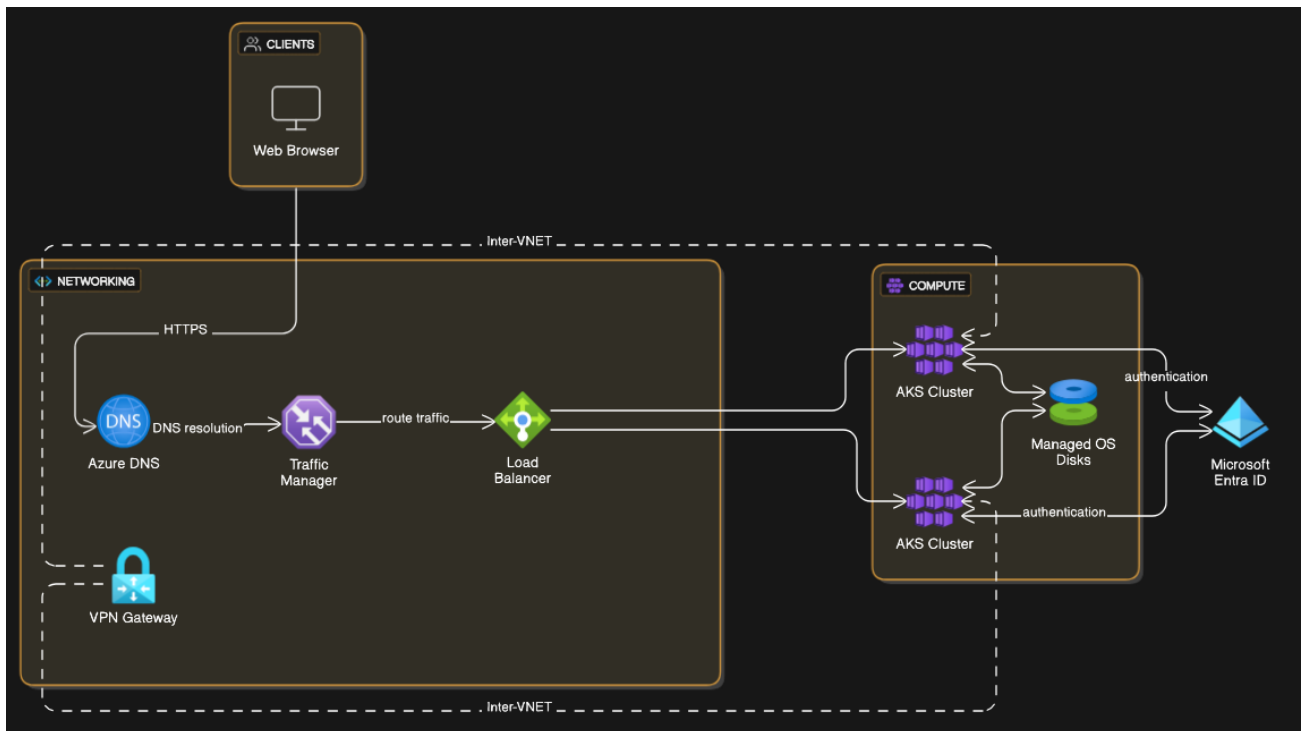 CLIENTS
Web Browser
Inter-VNET
NETWORKING
COMPUTE
HTTPS
authentication
AKS Cluster
DNS
DNS resolution
route traffic
Azure DNS
Traffic
Manager
Load
Balancer
Managed OS
Disks
Microsoft
Entra ID
authentication
AKS Cluster
VPN Gateway
Inter-VNET